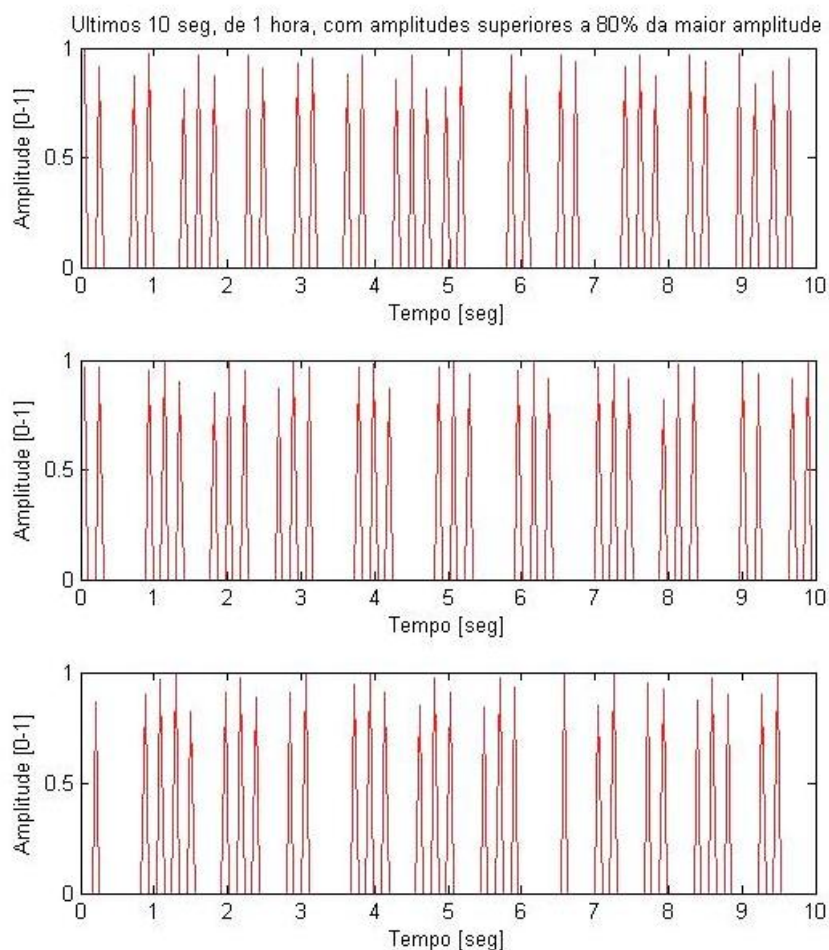 Ultimos 10 seg, de 1 hora, com amplitudes superiores a 80% da maior amplitude
1
0.5
0
Amplitude [0-1]
0 1 2 3 4 5 6 7 8 9 10
Tempo [seg]
1
0.5
0
Amplitude [0-1]
0 1 2 3 4 5 6 7 8 9 10
Tempo [seg]
1
0.5
0
Amplitude [0-1]
0 1 2 3 4 5 6 7 8 9 10
Tempo [seg]